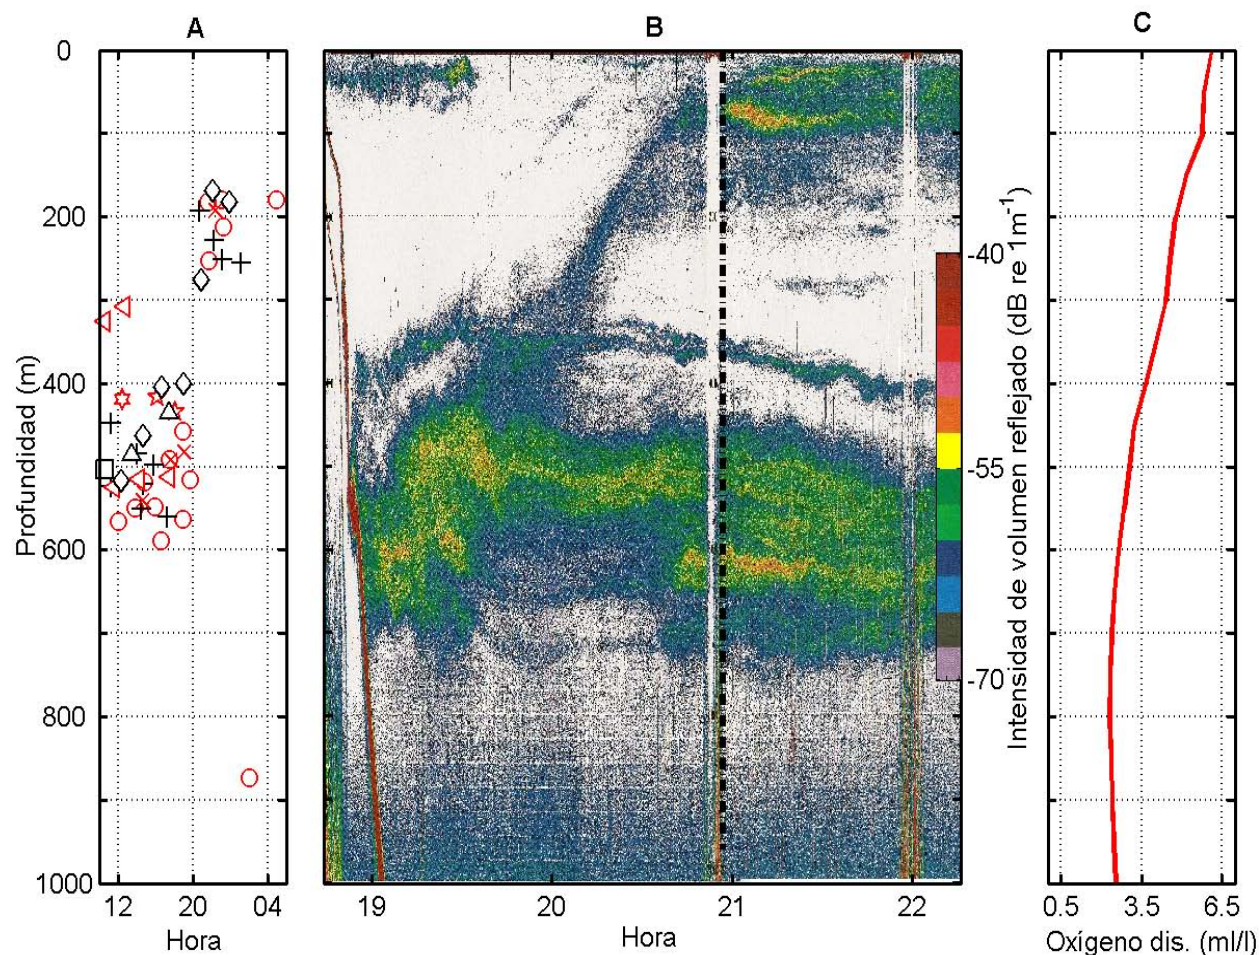 A
B
C
0
200
400
600
800
1000
Profundidad (m)
12
20
04
Hora
19
20
21
22
Hora
-40
-55
-70
Intensidad de volumen reflejado (dB re 1m-1)
0.5
3.5
6.5
Oxígeno dis. (ml/l)